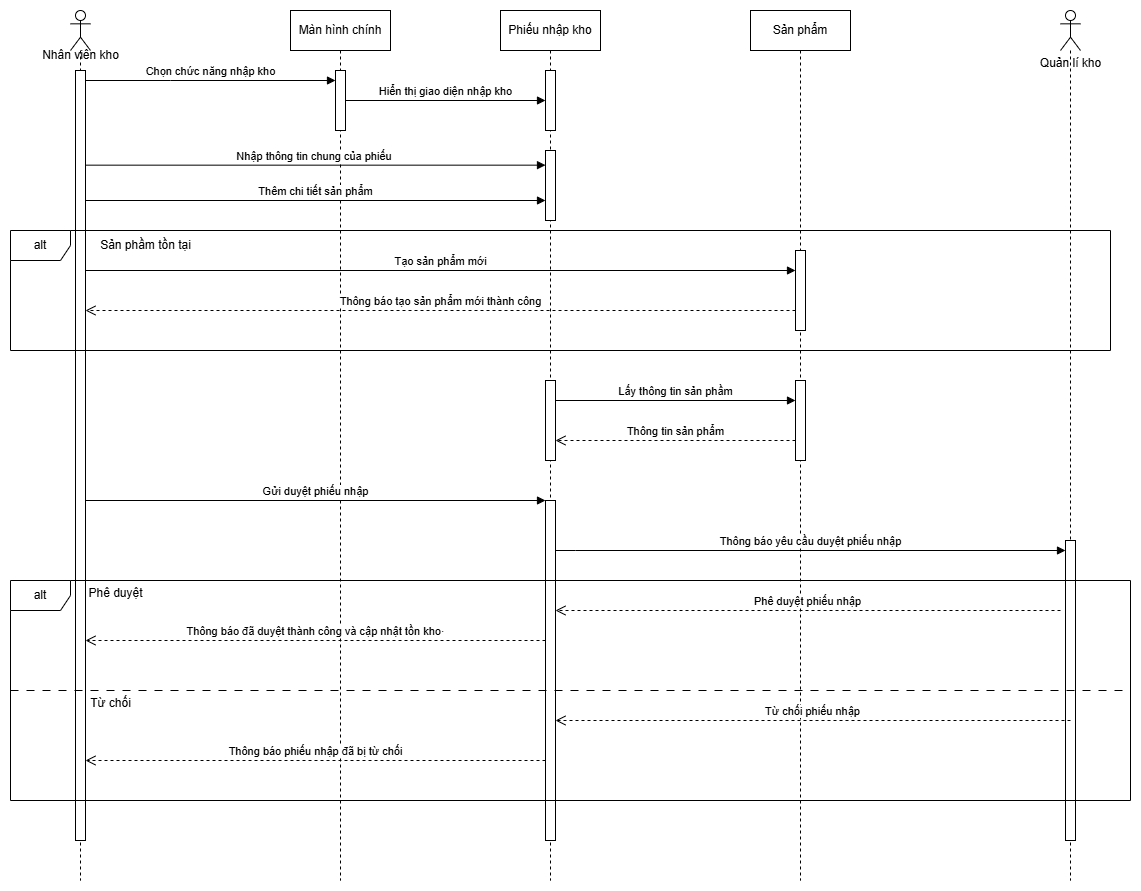 Nhân viên kho
Màn hình chính
Phiếu nhập kho
Sản phẩm
Quản lí kho
Chọn chức năng nhập kho
Hiển thị giao diện nhập kho
Nhập thông tin chung của phiếu
Thêm chi tiết sản phẩm
alt
Sản phầm tồn tại
Tạo sản phẩm mới
Thông báo tạo sản phẩm mới thành công
Lấy thông tin sản phầm
Thông tin sản phẩm
Gửi duyệt phiếu nhập
Thông báo yêu cầu duyệt phiếu nhập
alt
Phê duyệt
Phê duyệt phiếu nhập
Thông báo đã duyệt thành công và cập nhật tồn kho
Từ chối
Từ chối phiếu nhập
Thông báo phiếu nhập đã bị từ chối